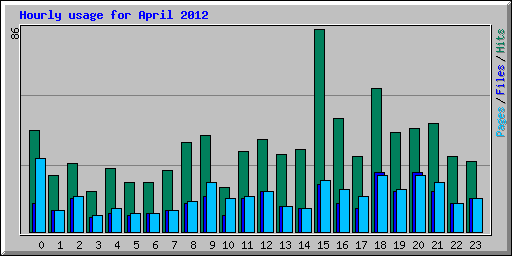 Hourly usage for April 2012
86
Pages/Files/Hits
0 1 2 3 4 5 6 7 8 9 10 11 12 13 14 15 16 17 18 19 20 21 22 23